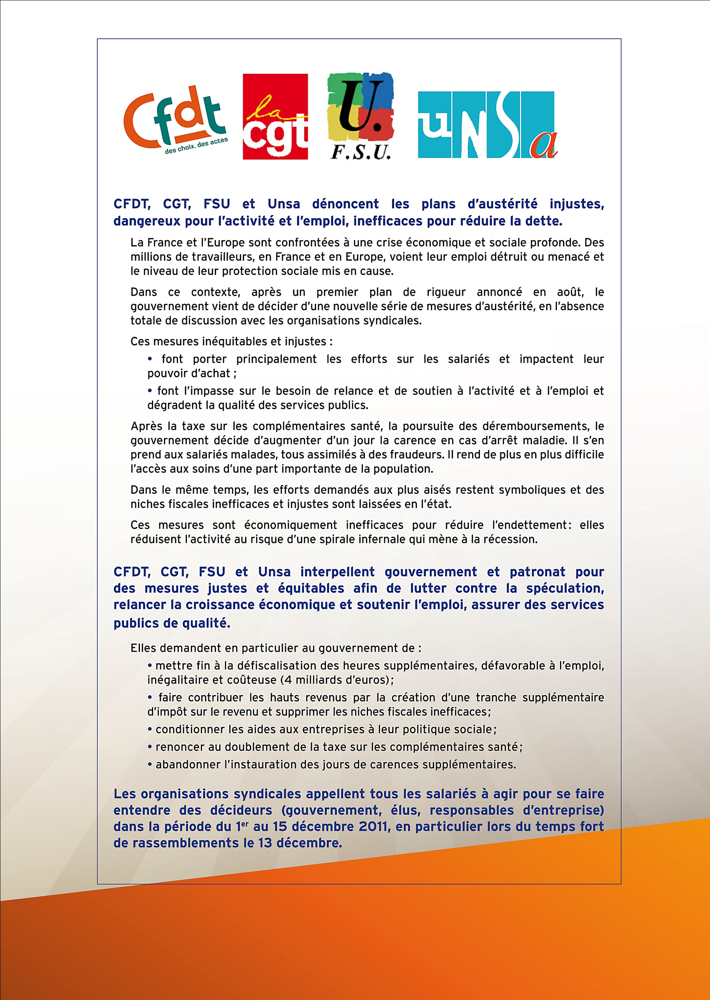 Cfdt
des choix, des actes
la
cgt
U.
F.S.U.
uNSa
CFDT, CGT, FSU et Unsa dénoncent les plans d’austérité injustes,
dangereux pour l’activité et l’emploi, inefficaces pour réduire la dette.
La France et l’Europe sont confrontées à une crise économique et sociale profonde. Des
millions de travailleurs, en France et en Europe, voient leur emploi détruit ou menacé et
le niveau de leur protection sociale mis en cause.
Dans ce contexte, après un premier plan de rigueur annoncé en août, le
gouvernement vient de décider d’une nouvelle série de mesures d’austérité, en l’absence
totale de discussion avec les organisations syndicales.
Ces mesures inéquitables et injustes :
• font porter principalement les efforts sur les salariés et impactent leur
pouvoir d’achat ;
• font l’impasse sur le besoin de relance et de soutien à l’activité et à l’emploi et
dégradent la qualité des services publics.
Après la taxe sur les complémentaires santé, la poursuite des déremboursements, le
gouvernement décide d’augmenter d’un jour la carence en cas d’arrêt maladie. Il s’en
prend aux salariés malades, tous assimilés à des fraudeurs. Il rend de plus en plus difficile
l’accès aux soins d’une part importante de la population.
Dans le même temps, les efforts demandés aux plus aisés restent symboliques et des
niches fiscales inefficaces et injustes sont laissées en l’état.
Ces mesures sont économiquement inefficaces pour réduire l’endettement: elles
réduisent l’activité au risque d’une spirale infernale qui mène à la récession.
CFDT, CGT, FSU et Unsa interpellent gouvernement et patronat pour
des mesures justes et équitables afin de lutter contre la spéculation,
relancer la croissance économique et soutenir l’emploi, assurer des services
publics de qualité.
Elles demandent en particulier au gouvernement de :
• mettre fin à la défiscalisation des heures supplémentaires, défavorable à l’emploi,
inégalitaire et coûteuse (4 milliards d’euros);
• faire contribuer les hauts revenus par la création d’une tranche supplémentaire
d’impôt sur le revenu et supprimer les niches fiscales inefficaces;
• conditionner les aides aux entreprises à leur politique sociale;
• renoncer au doublement de la taxe sur les complémentaires santé;
• abandonner l’instauration des jours de carences supplémentaires.
Les organisations syndicales appellent tous les salariés à agir pour se faire
entendre des décideurs (gouvernement, élus, responsables d’entreprise)
dans la période du 1er au 15 décembre 2011, en particulier lors du temps fort
de rassemblements le 13 décembre.